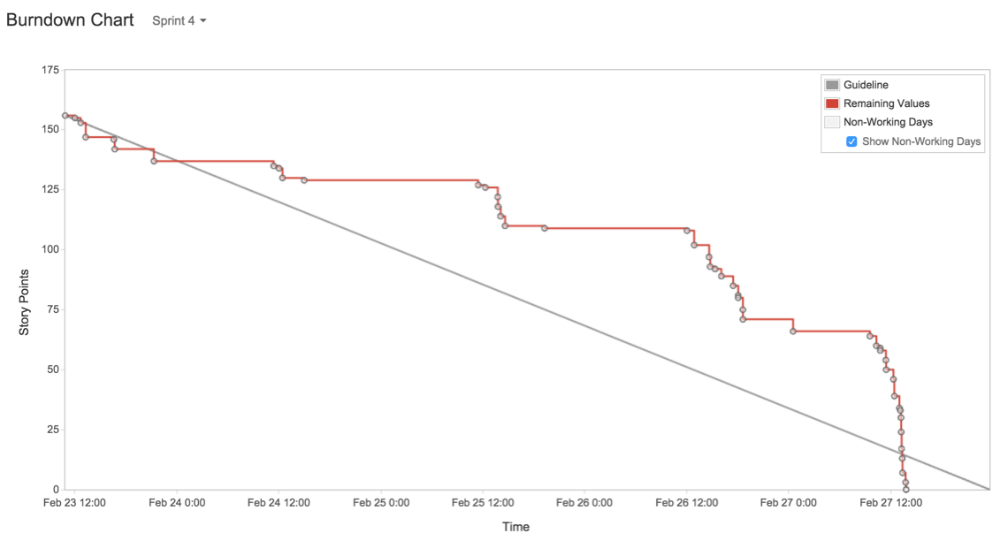 Burndown Chart Sprint 4
175
Guideline
Remaining Values
150
Non-Working Days
Show Non-Working Days
125
100
75
50
25
0
Story Points
Feb 23 12:00 Feb 24 0:00 Feb 24 12:00 Feb 25 0:00 Feb 25 12:00 Feb 26 0:00 Feb 26 12:00 Feb 27 0:00 Feb 27 12:00
Time